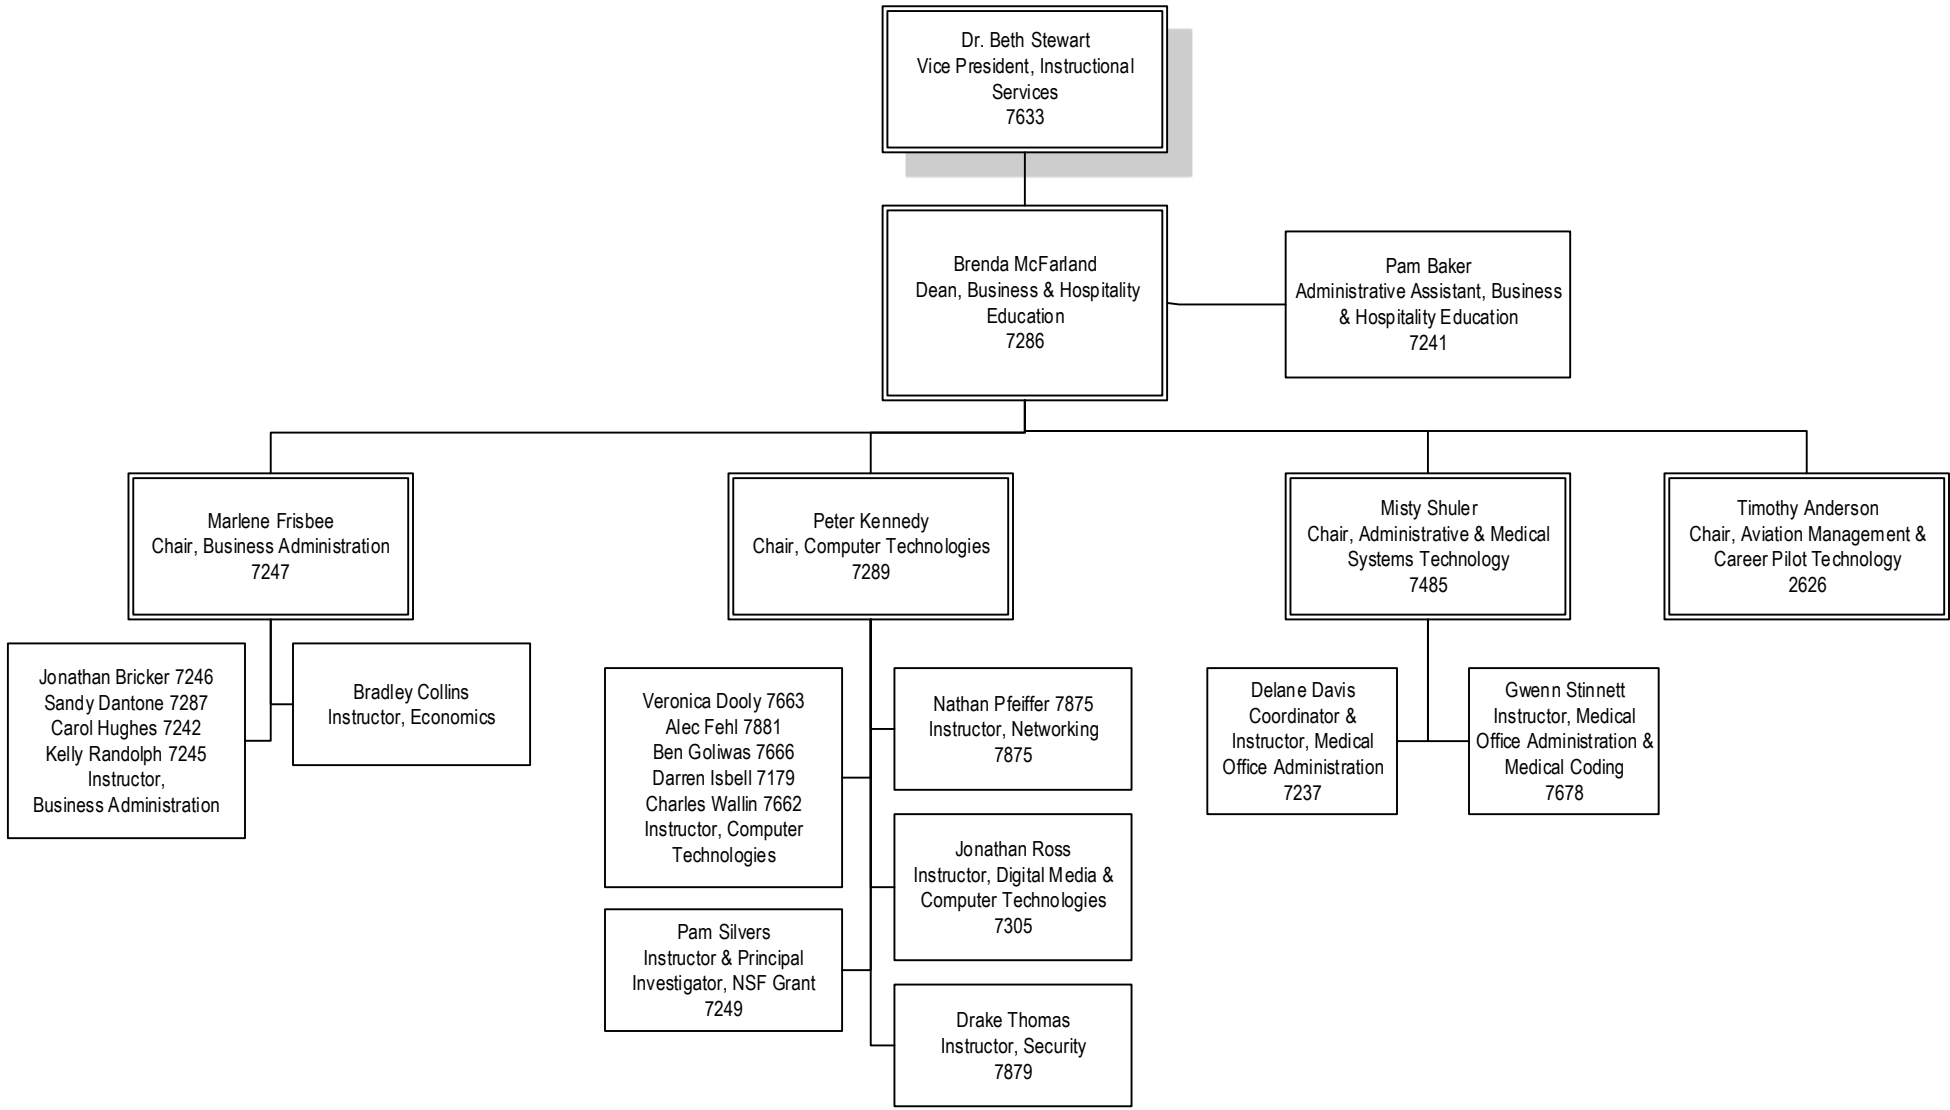 Dr. Beth Stewart
Vice President, Instructional
Services
7633
Brenda McFarland
Dean, Business & Hospitality
Education
7286
Pam Baker
Administrative Assistant, Business
& Hospitality Education
7241
Marlene Frisbee
Chair, Business Administration
7247
Peter Kennedy
Chair, Computer Technologies
7289
Misty Shuler
Chair, Administrative & Medical
Systems Technology
7485
Timothy Anderson
Chair, Aviation Management &
Career Pilot Technology
2626
Jonathan Bricker 7246
Sandy Dantone 7287
Carol Hughes 7242
Kelly Randolph 7245
Instructor,
Business Administration
Bradley Collins
Instructor, Economics
Veronica Dooly 7663
Alec Fehl 7881
Ben Goliwas 7666
Darren Isbell 7179
Charles Wallin 7662
Instructor, Computer
Technologies
Pam Silvers
Instructor & Principal
Investigator, NSF Grant
7249
Nathan Pfeiffer 7875
Instructor, Networking
7875
Jonathan Ross
Instructor, Digital Media &
Computer Technologies
7305
Drake Thomas
Instructor, Security
7879
Delane Davis
Coordinator &
Instructor, Medical
Office Administration
7237
Gwenn Stinnett
Instructor, Medical
Office Administration &
Medical Coding
7678